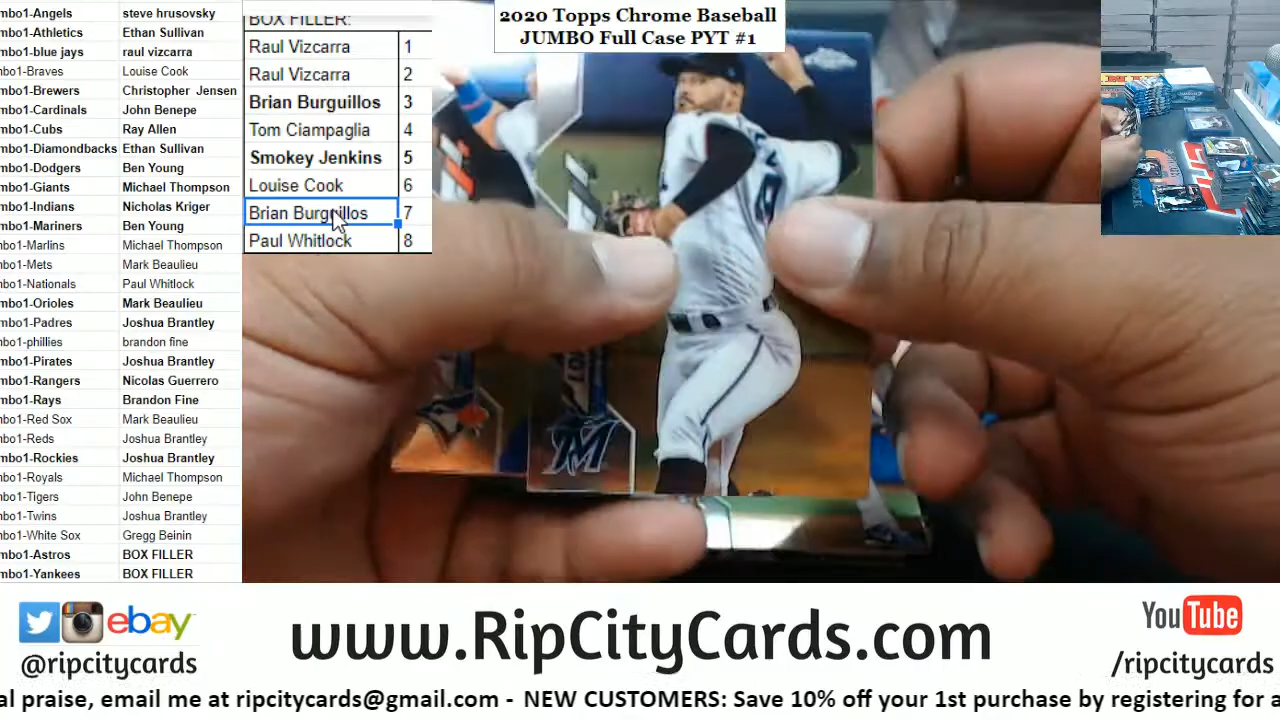 2020 Topps Chrome Baseball
JUMBO Full Case PYT #1
mbo1-Angels steve hrusovsky
mbo1-Athletics Ethan Sullivan
mbo1-blue jays raul vizcarra
mbo1-Braves Louise Cook
mbo1-Brewers Christopher Jensen
mbo1-Cardinals John Benepe
mbo1-Cubs Ray Allen
mbo1-Diamondbacks Ethan Sullivan
mbo1-Dodgers Ben Young
mbo1-Giants Michael Thompson
mbo1-Indians Nicholas Kriger
mbo1-Mariners Ben Young
mbo1-Marlins Michael Thompson
mbo1-Mets Mark Beaulieu
mbo1-Nationals Paul Whitlock
mbo1-Orioles Mark Beaulieu
mbo1-Padres Joshua Brantley
mbo1-phillies brandon fine
mbo1-Pirates Joshua Brantley
mbo1-Rangers Nicolas Guerrero
mbo1-Rays Brandon Fine
mbo1-Red Sox Mark Beaulieu
mbo1-Reds Joshua Brantley
mbo1-Rockies Joshua Brantley
mbo1-Royals Michael Thompson
mbo1-Tigers John Benepe
mbo1-Twins Joshua Brantley
mbo1-White Sox Gregg Beinin
mbo1-Astros BOX FILLER
mbo1-Yankees BOX FILLER
BOX FILLER:
Raul Vizcarra 1
Raul Vizcarra 2
Brian Burguillos 3
Tom Ciampaglia 4
Smokey Jenkins 5
Louise Cook 6
Brian Burguillos 7
Paul Whitlock 8
M
ebay
@ripcitycards
www.RipCityCards.com
YouTube
/ripcitycards
al praise, email me at ripcitycards@gmail.com - NEW CUSTOMERS: Save 10% off your 1st purchase by registering for a